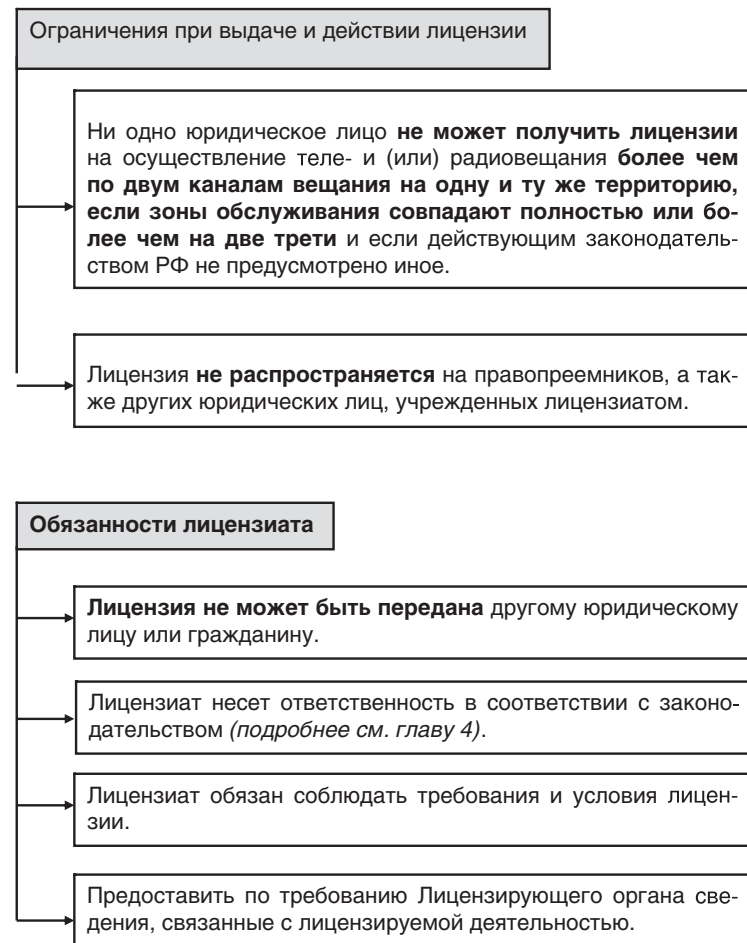 Ограничения при выдаче и действии лицензии
Ни одно юридическое лицо не может получить лицензии
на осуществление теле- и (или) радиовещания более чем
по двум каналам вещания на одну и ту же территорию,
если зоны обслуживания совпадают полностью или бо-
лее чем на две трети и если действующим законодатель-
ством РФ не предусмотрено иное.
Лицензия не распространяется на правопреемников, а так-
же других юридических лиц, учрежденных лицензиатом.
Обязанности лицензиата
Лицензия не может быть передана другому юридическому
лицу или гражданину.
Лицензиат несет ответственность в соответствии с законо-
дательством (подробнее см. главу 4).
Лицензиат обязан соблюдать требования и условия лицен-
зии.
Предоставить по требованию Лицензирующего органа све-
дения, связанные с лицензируемой деятельностью.